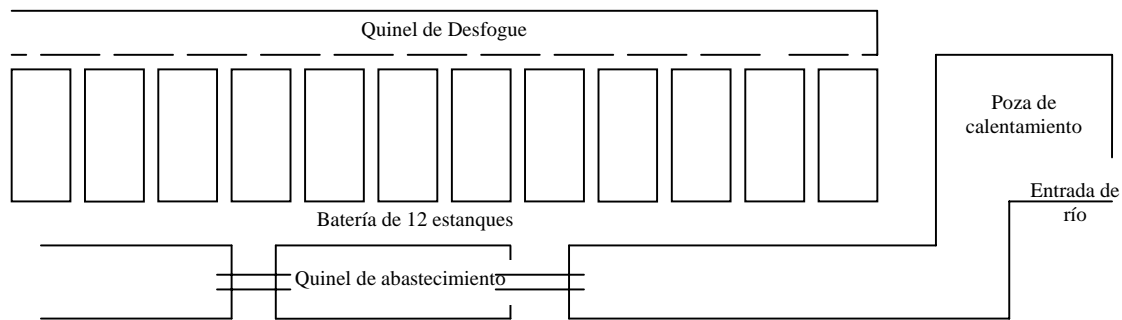 Quinel de Desfogue
Poza de
calentamiento
Entrada de
río
Batería de 12 estanques
Quinel de abastecimiento